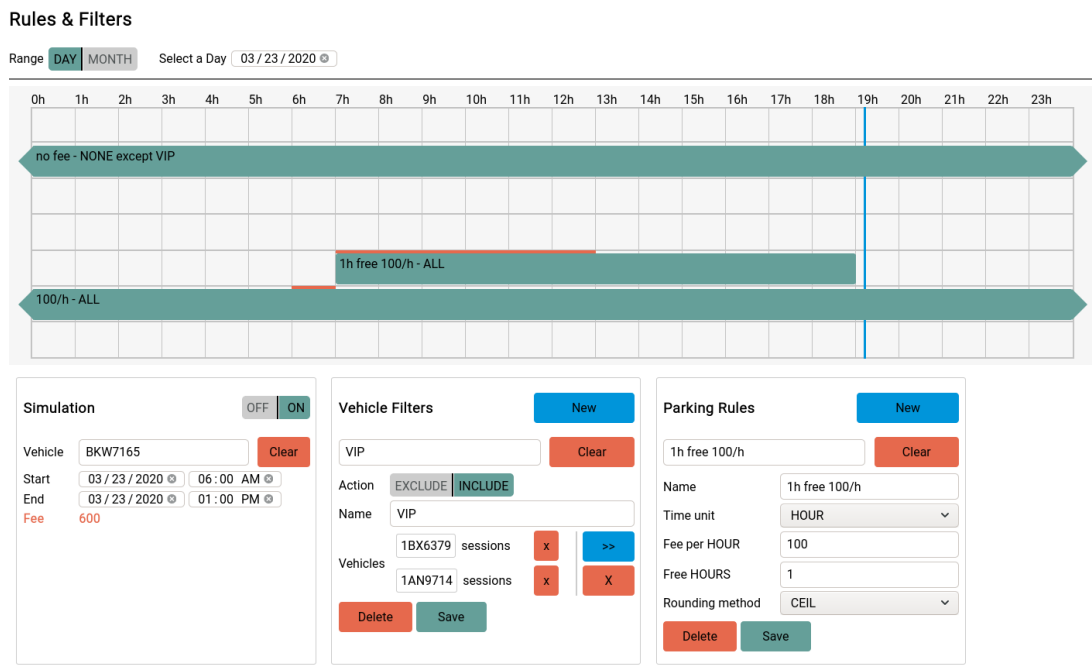 Rules & Filters
Range DAY MONTH Select a Day 03 / 23 / 2020
0h 1h 2h 3h 4h 5h 6h 7h 8h 9h 10h 11h 12h 13h 14h 15h 16h 17h 18h 19h 20h 21h 22h 23h
no fee - NONE except VIP
1h free 100/h - ALL
100/h - ALL
Simulation OFF ON
Vehicle BKW7165 Clear
Start 03 / 23 / 2020 06 : 00 AM
End 03 / 23 / 2020 01 : 00 PM
Fee 600
Vehicle Filters New
VIP Clear
Action EXCLUDE INCLUDE
Name VIP
Vehicles
1BX6379 sessions x >>
1AN9714 sessions x X
Delete Save
Parking Rules New
1h free 100/h Clear
Name 1h free 100/h
Time unit HOUR
Fee per HOUR 100
Free HOURS 1
Rounding method CEIL
Delete Save